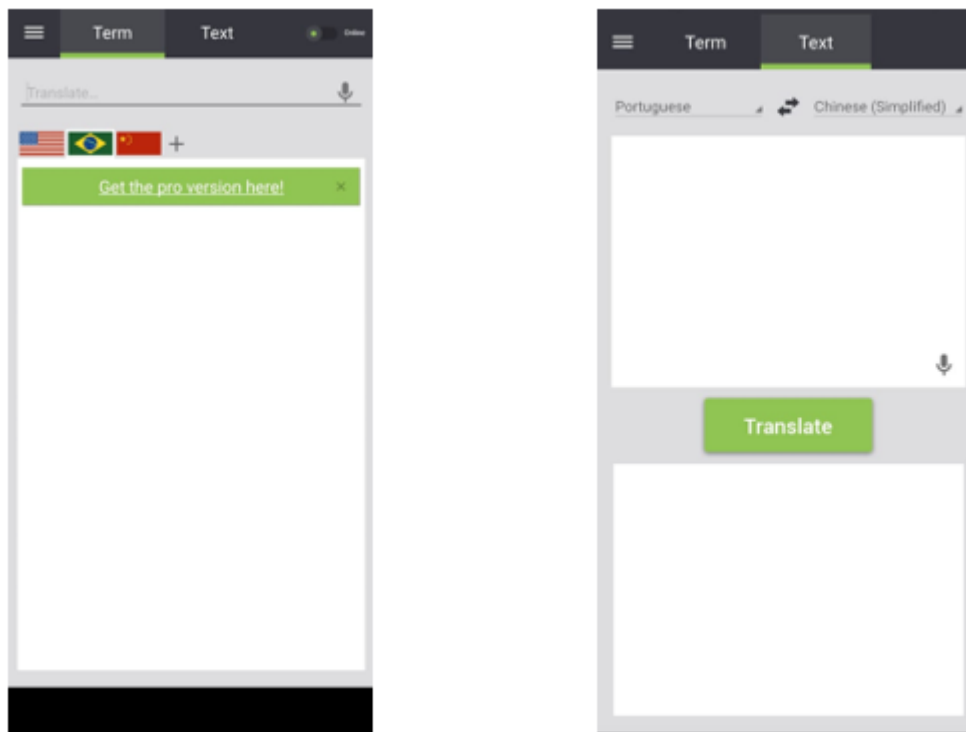 Term Text Online
Translate...
Get the pro version here!
Term Text
Portuguese Chinese (Simplified)
Translate